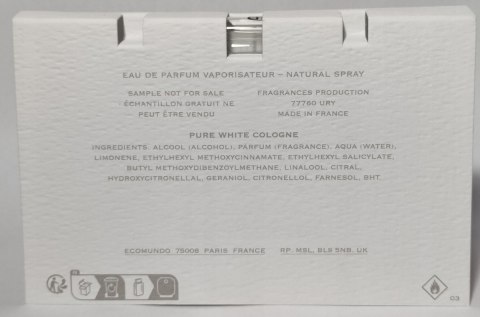 EAU DE PARFUM VAPORISATEUR – NATURAL SPRAY
SAMPLE NOT FOR SALE
ÉCHANTILLON GRATUIT NE
PEUT ÊTRE VENDU
FRAGRANCES PRODUCTION
77760 URY
MADE IN FRANCE
PURE WHITE COLOGNE
INGREDIENTS: ALCOOL (ALCOHOL), PARFUM (FRAGRANCE), AQUA (WATER),
LIMONENE, ETHYLHEXYL METHOXYCINNAMATE, ETHYLHEXYL SALICYLATE,
BUTYL METHOXYDIBENZOYLMETHANE, LINALOOL, CITRAL,
HYDROXYCITRONELLAL, GERANIOL, CITRONELLOL, FARNESOL, BHT.
ECOMUNDO 75008 PARIS FRANCE RP. MSL, BL9 5NB. UK
03